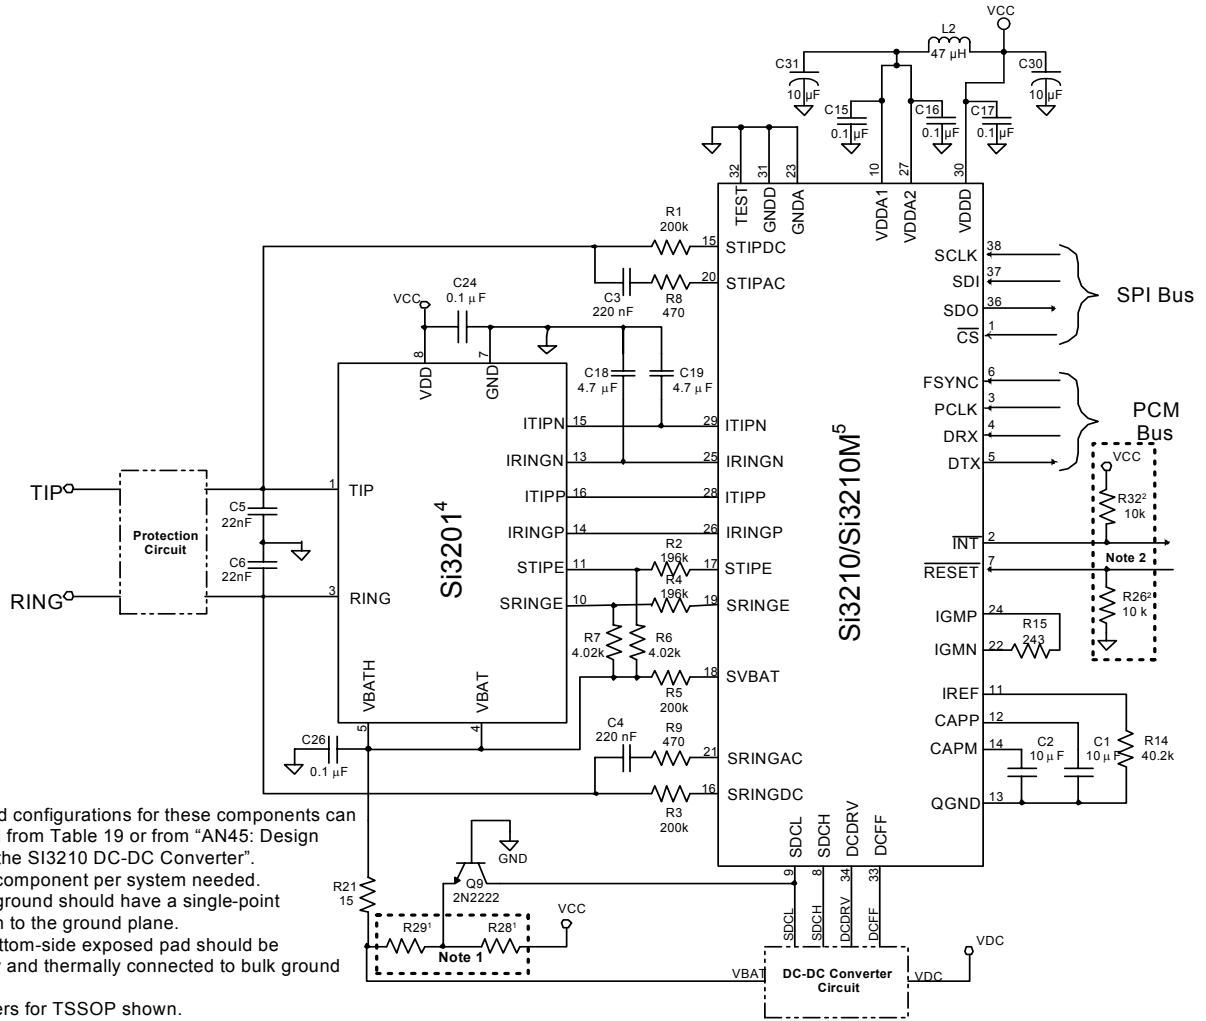 VCC
L2
47 µH
C31
10 µF
C30
10 µF
C15
0.1 µF
C16
0.1 µF
C17
0.1 µF
32
31
23
10
27
30
TEST
GNDD
GNDA
VDDA1
VDDA2
VDDD
R1
200k
15
STIPDC
C3
220 nF
R8
470
20
STIPAC
SCLK
38
SDI
37
SDO
36
CS
1
SPI Bus
FSYNC
6
PCLK
3
DRX
4
DTX
5
PCM
Bus
VCC
C24
0.1 µF
8
7
VDD
GND
C18
4.7 µF
C19
4.7 µF
ITIPN
15
29
ITIPN
IRINGN
13
25
IRINGN
ITIPP
16
28
ITIPP
IRINGP
14
26
IRINGP
STIPE
11
R2
196k
17
STIPE
SRINGE
10
R4
196k
19
SRINGE
R7
4.02k
R6
4.02k
18
SVBAT
R5
200k
Si3201⁴
Si3210/Si3210M⁵
TIP
RING
Protection
Circuit
C5
22nF
C6
22nF
1
TIP
3
RING
VBATH
VBAT
5
4
C26
0.1 µF
C4
220 nF
R9
470
21
SRINGAC
16
SRINGDC
R3
200k
VCC
R32²
10k
INT
2
Note 2
RESET
7
R26²
10 k
IGMP
24
R15
243
IGMN
22
IREF
11
CAPP
12
CAPM
14
C2
10 µF
C1
10 µF
R14
40.2k
QGND
13
SDCL
SDCH
DCDRV
DCFF
9
8
34
33
SDCL
SDCH
DCDRV
DCFF
GND
Q9
2N2222
R21
15
R29¹
R28¹
Note 1
VCC
VBAT
DC-DC Converter
Circuit
VDC
VDC
d configurations for these components can
from Table 19 or from “AN45: Design
the SI3210 DC-DC Converter”.
component per system needed.
ground should have a single-point
n to the ground plane.
ttom-side exposed pad should be
and thermally connected to bulk ground
ers for TSSOP shown.